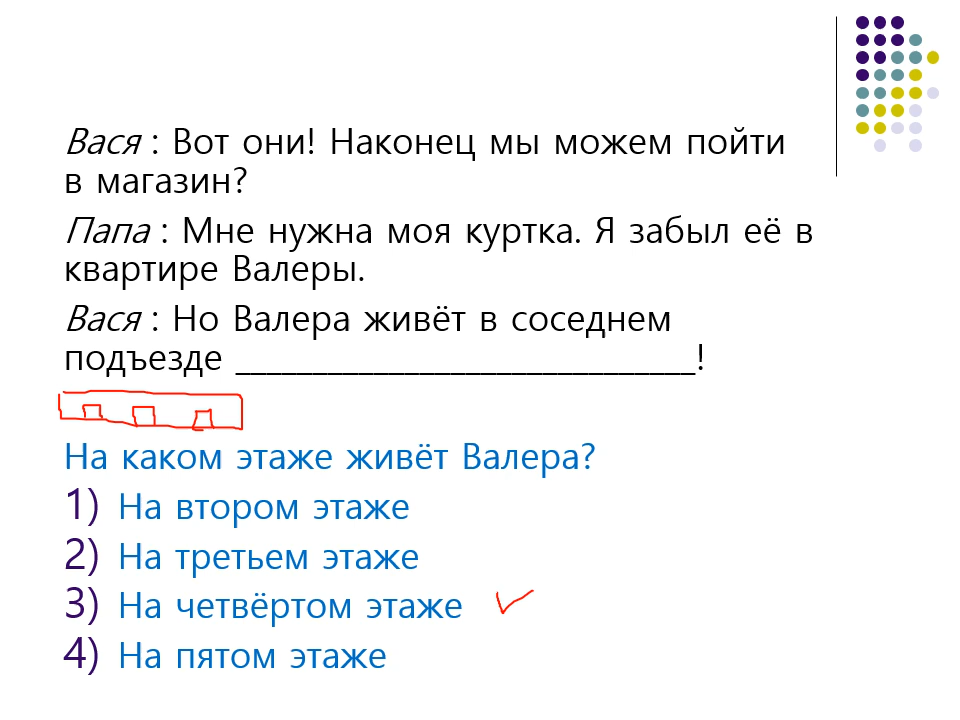 Вася : Вот они! Наконец мы можем пойти
в магазин?
Папа : Мне нужна моя куртка. Я забыл её в
квартире Валеры.
Вася : Но Валера живёт в соседнем
подъезде ______________________________!
На каком этаже живёт Валера?
1) На втором этаже
2) На третьем этаже
3) На четвёртом этаже
4) На пятом этаже